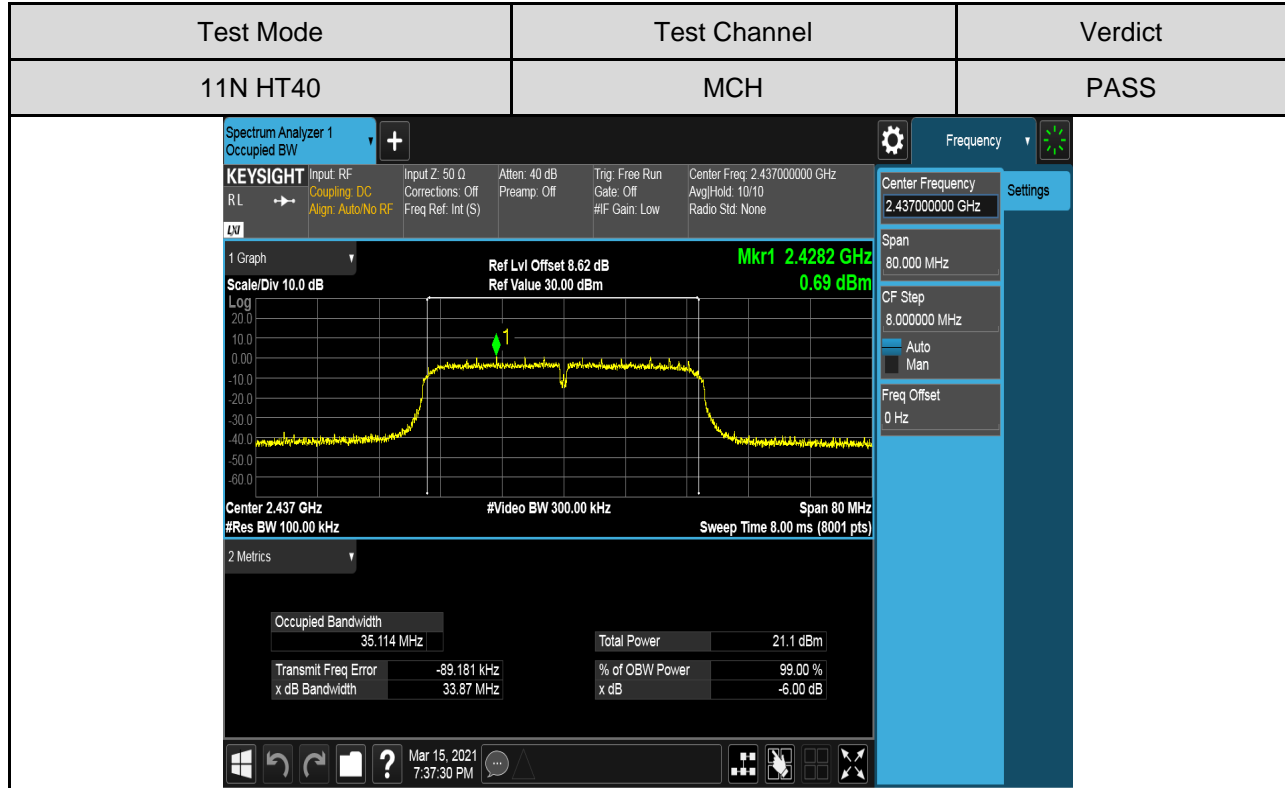 Test Mode
Test Channel
Verdict
11N HT40
MCH
PASS
Spectrum Analyzer 1
Occupied BW
+
Frequency
KEYSIGHT
RL
LXI
Input: RF
Coupling: DC
Align: Auto/No RF
Input Z: 50 Ω
Corrections: Off
Freq Ref: Int (S)
Atten: 40 dB
Preamp: Off
Trig: Free Run
Gate: Off
#IF Gain: Low
Center Freq: 2.437000000 GHz
Avg|Hold: 10/10
Radio Std: None
Center Frequency
2.437000000 GHz
Settings
Span
80.000 MHz
CF Step
8.000000 MHz
Auto
Man
Freq Offset
0 Hz
1 Graph
Scale/Div 10.0 dB
Ref Lvl Offset 8.62 dB
Ref Value 30.00 dBm
Mkr1 2.4282 GHz
0.69 dBm
Log
20.0
10.0
0.00
-10.0
-20.0
-30.0
-40.0
-50.0
-60.0
1
Center 2.437 GHz
#Video BW 300.00 kHz
Span 80 MHz
#Res BW 100.00 kHz
Sweep Time 8.00 ms (8001 pts)
2 Metrics
Occupied Bandwidth
35.114 MHz
Total Power 21.1 dBm
Transmit Freq Error -89.181 kHz
% of OBW Power 99.00 %
x dB Bandwidth 33.87 MHz
x dB -6.00 dB
?
Mar 15, 2021
7:37:30 PM